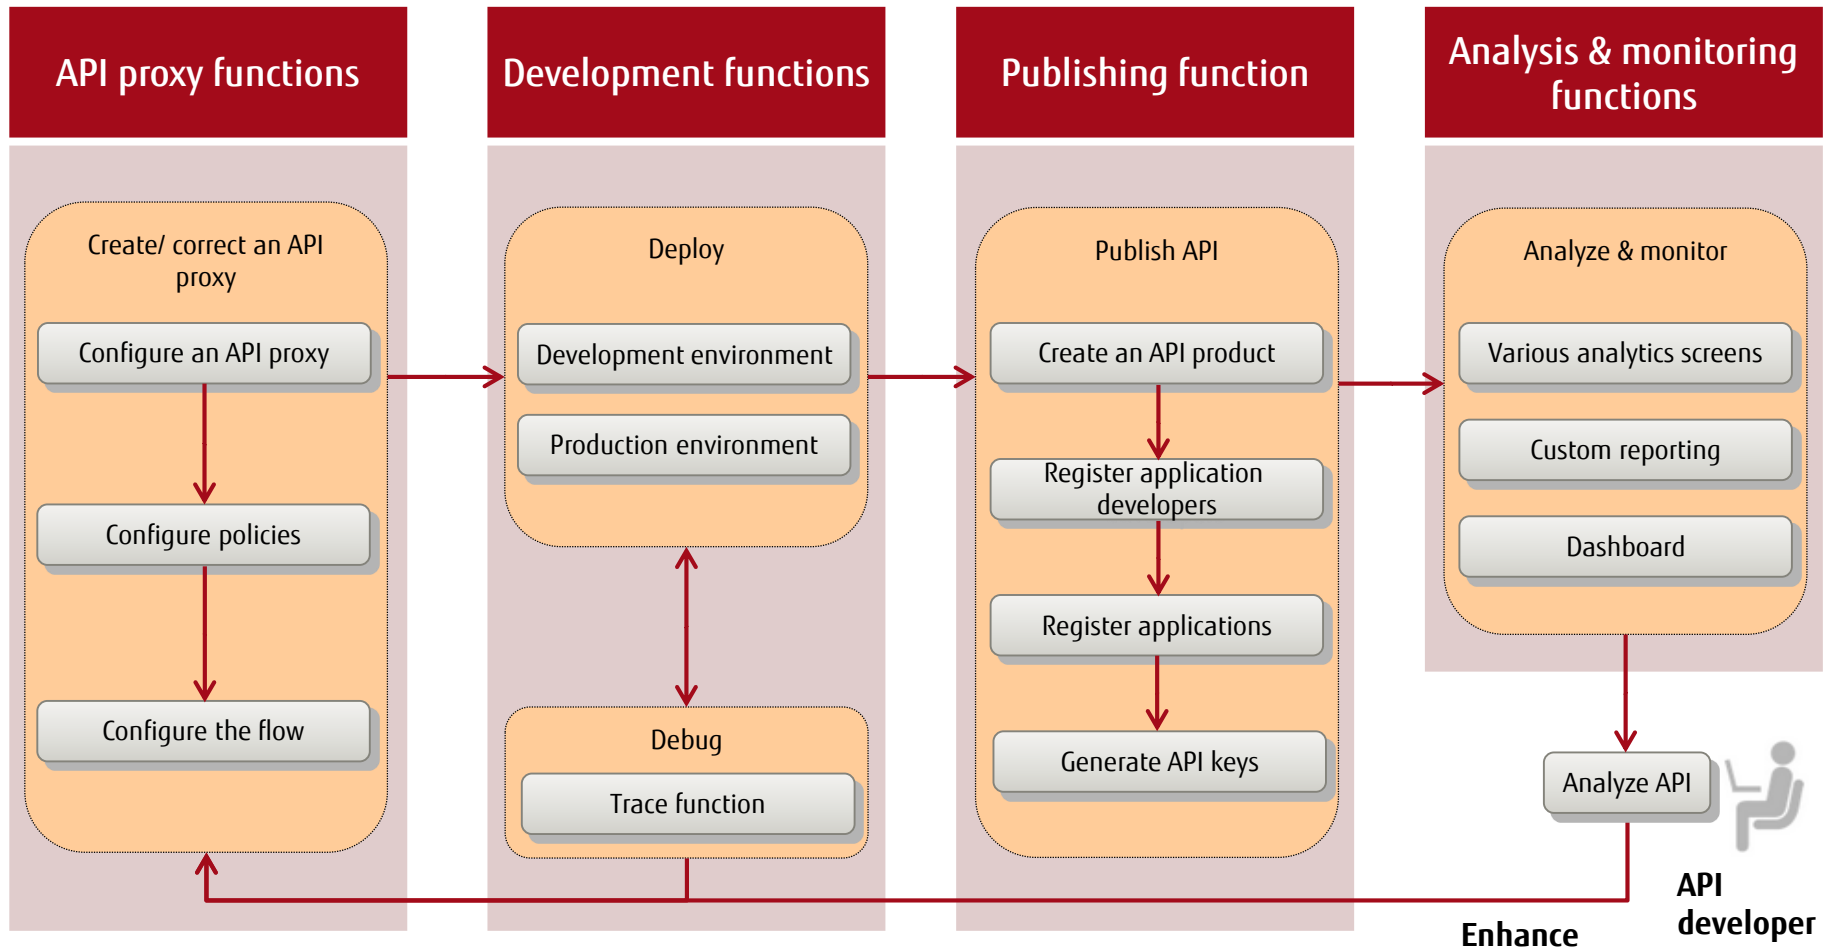 API proxy functions
Create/ correct an API
proxy
Configure an API proxy
Configure policies
Configure the flow
Development functions
Deploy
Development environment
Production environment
Debug
Trace function
Publishing function
Publish API
Create an API product
Register application
developers
Register applications
Generate API keys
Analysis & monitoring
functions
Analyze & monitor
Various analytics screens
Custom reporting
Dashboard
Analyze API
API
developer
Enhance